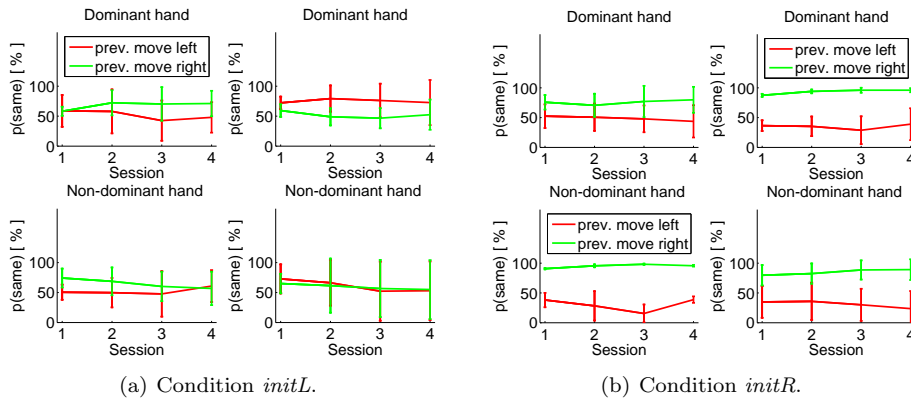 Dominant hand
Dominant hand
prev. move left
prev. move right
p(same) [ % ]
100
50
0
1 2 3 4
Session
100
50
0
1 2 3 4
Session
Non-dominant hand
Non-dominant hand
p(same) [ % ]
100
50
0
1 2 3 4
Session
100
50
0
1 2 3 4
Session
(a) Condition initL.
Dominant hand
Dominant hand
prev. move left
prev. move right
p(same) [ % ]
100
50
0
1 2 3 4
Session
100
50
0
1 2 3 4
Session
Non-dominant hand
Non-dominant hand
prev. move left
prev. move right
p(same) [ % ]
100
50
0
1 2 3 4
Session
100
50
0
1 2 3 4
Session
(b) Condition initR.